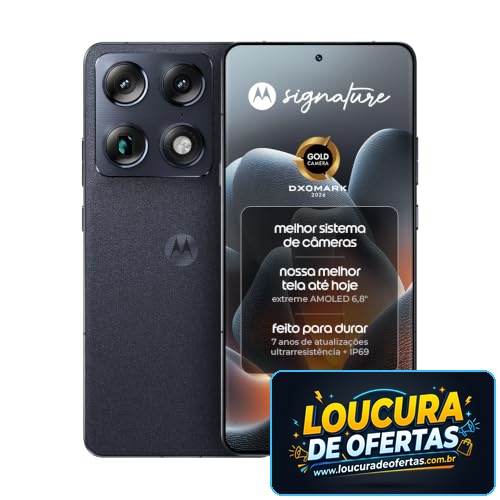 signature
GOLD
CAMERA
DXOMARK
2026
melhor sistema
de câmeras
nossa melhor
tela até hoje
extreme AMOLED 6,8"
feito para durar
7 anos de atualizações
ultrarresistência + IP69
LOUCURA
DE OFERTAS
www.loucuradeofertas.com.br